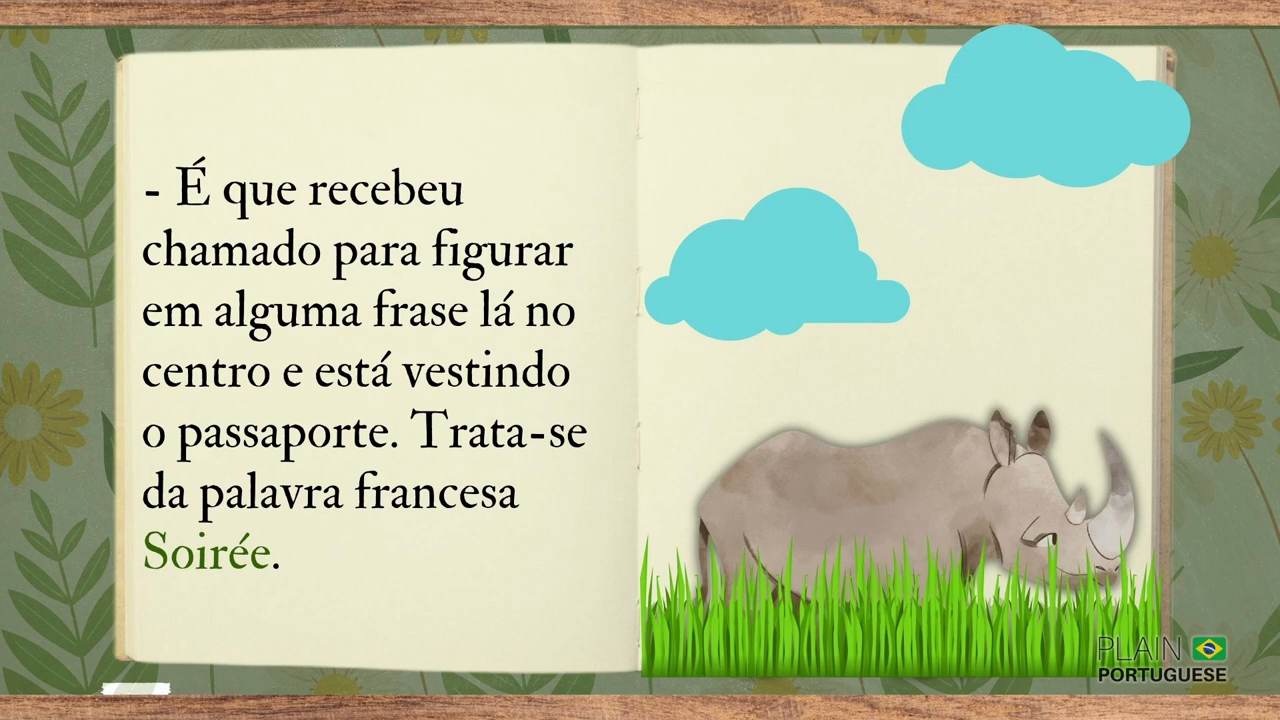 - É que recebeu
chamado para figurar
em alguma frase lá no
centro e está vestindo
o passaporte. Trata-se
da palavra francesa
Soirée.
PLAIN
PORTUGUESE